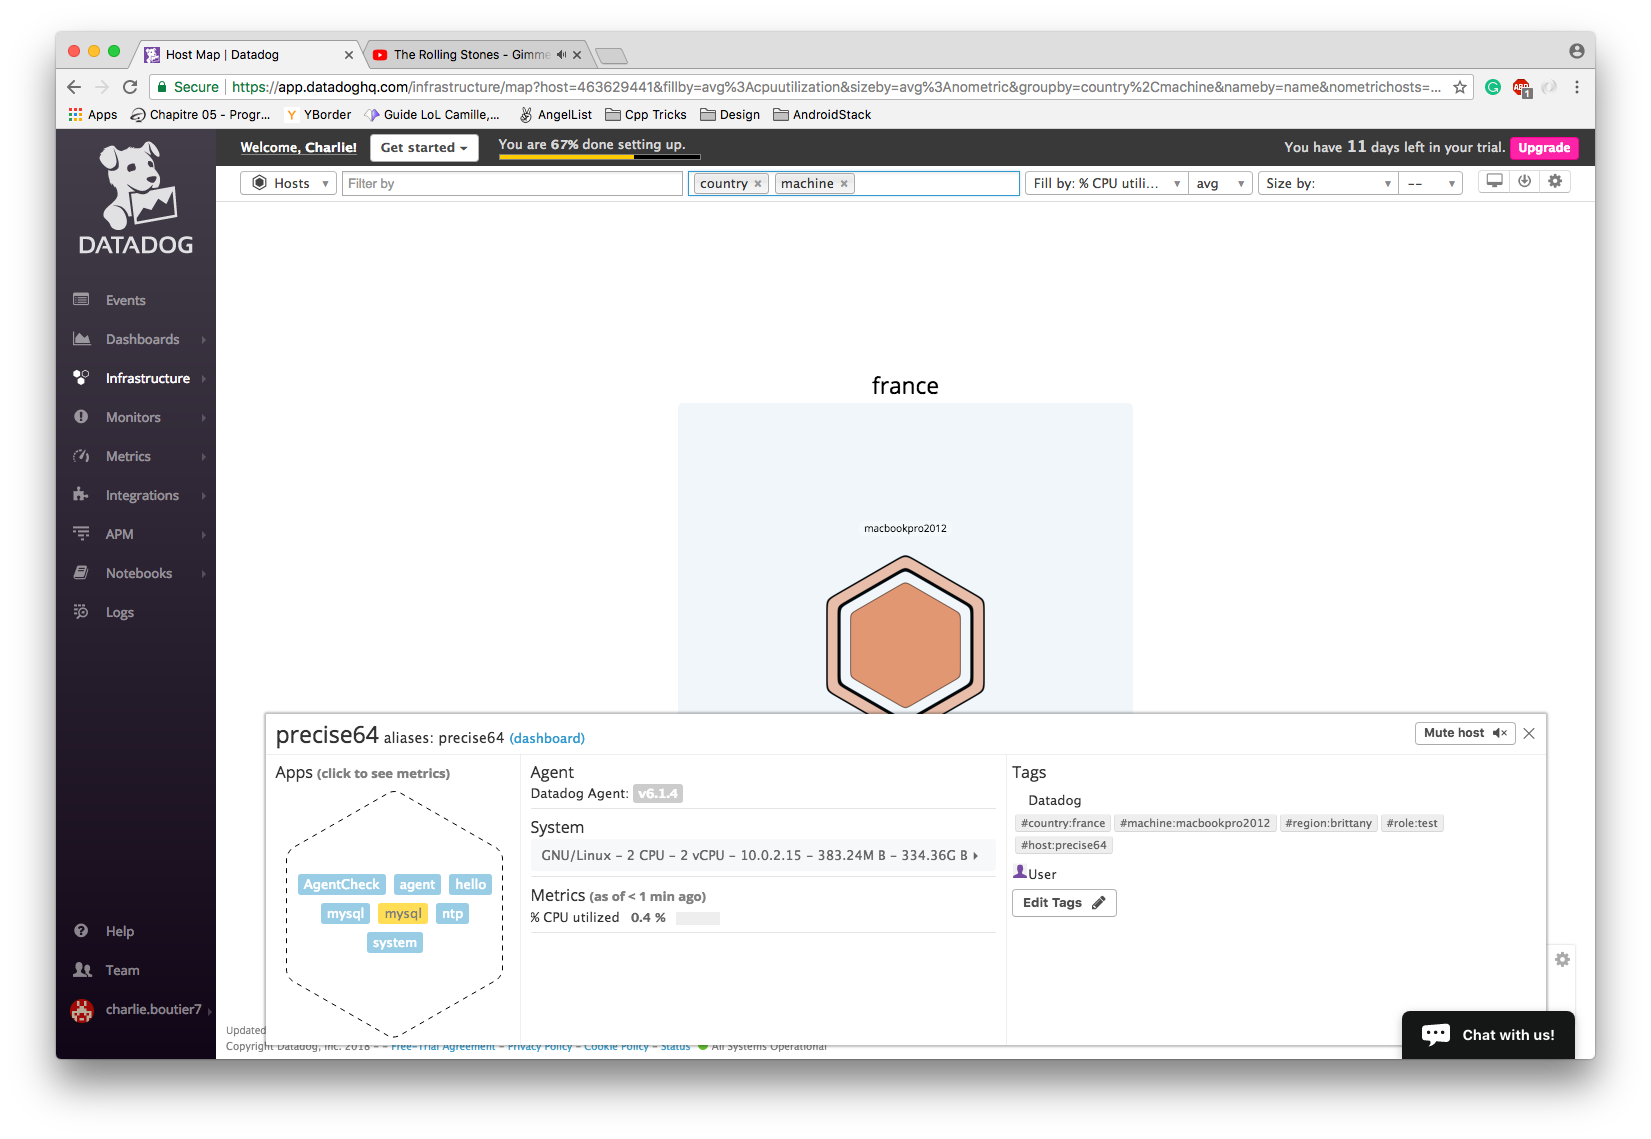 Host Map | Datadog
The Rolling Stones - Gimme
Secure https://app.datadoghq.com/infrastructure/map?host=463629441&fillby=avg%3Acpuutilization&sizeby=avg%3Anometric&groupby=country%2Cmachine&nameby=name&nometrichosts=...
Apps Chapitre 05 - Progr... YBorder Guide LoL Camille,... AngelList Cpp Tricks Design AndroidStack
Welcome, Charlie! Get started You are 67% done setting up. You have 11 days left in your trial. Upgrade
Hosts Filter by country × machine × Fill by: % CPU utili... avg Size by: --
DATADOG
Events
Dashboards
Infrastructure
Monitors
Metrics
Integrations
APM
Notebooks
Logs
Help
Team
charlie.boutier7
france
macbookpro2012
precise64 aliases: precise64 (dashboard)
Mute host
Apps (click to see metrics)
AgentCheck agent hello
mysql mysql ntp
system
Agent
Datadog Agent: v6.1.4
System
GNU/Linux – 2 CPU – 2 vCPU – 10.0.2.15 – 383.24M B – 334.36G B
Metrics (as of < 1 min ago)
% CPU utilized 0.4 %
Tags
Datadog
#country:france #machine:macbookpro2012 #region:brittany #role:test
#host:precise64
User
Edit Tags
Updated
Copyright Datadog, Inc. 2018 - - Free-Trial Agreement - Privacy Policy - Cookie Policy - Status All Systems Operational
Chat with us!